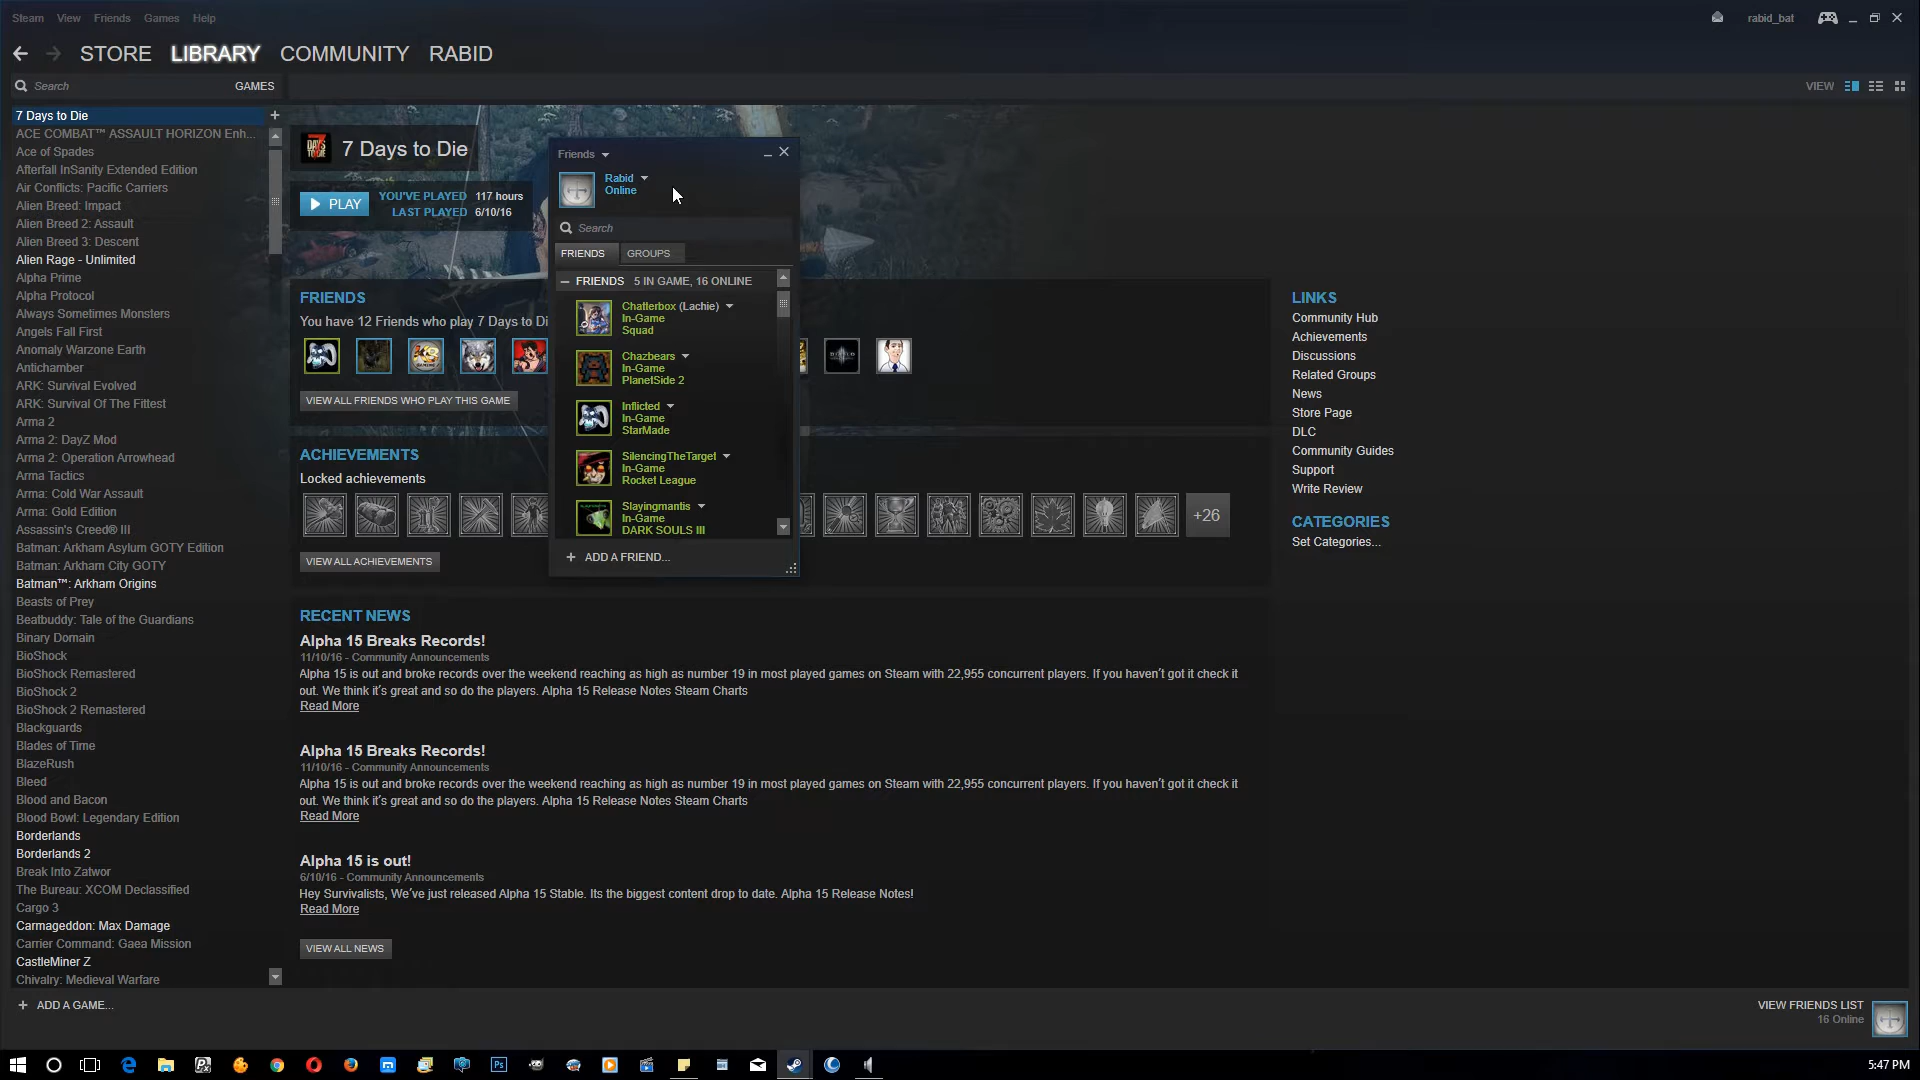 Steam View Friends Games Help
rabid_bat
STORE LIBRARY COMMUNITY RABID
Search GAMES
VIEW
7 Days to Die
ACE COMBAT™ ASSAULT HORIZON Enh...
Ace of Spades
Afterfall InSanity Extended Edition
Air Conflicts: Pacific Carriers
Alien Breed: Impact
Alien Breed 2: Assault
Alien Breed 3: Descent
Alien Rage - Unlimited
Alpha Prime
Alpha Protocol
Always Sometimes Monsters
Angels Fall First
Anomaly Warzone Earth
Antichamber
ARK: Survival Evolved
ARK: Survival Of The Fittest
Arma 2
Arma 2: DayZ Mod
Arma 2: Operation Arrowhead
Arma Tactics
Arma: Cold War Assault
Arma: Gold Edition
Assassin's Creed® III
Batman: Arkham Asylum GOTY Edition
Batman: Arkham City GOTY
Batman™: Arkham Origins
Beasts of Prey
Beatbuddy: Tale of the Guardians
Binary Domain
BioShock
BioShock Remastered
BioShock 2
BioShock 2 Remastered
Blackguards
Blades of Time
BlazeRush
Bleed
Blood and Bacon
Blood Bowl: Legendary Edition
Borderlands
Borderlands 2
Break Into Zatwor
The Bureau: XCOM Declassified
Cargo 3
Carmageddon: Max Damage
Carrier Command: Gaea Mission
CastleMiner Z
Chivalry: Medieval Warfare
+ ADD A GAME...
7 Days to Die
PLAY
YOU'VE PLAYED 117 hours
LAST PLAYED 6/10/16
FRIENDS
You have 12 Friends who play 7 Days to Di
VIEW ALL FRIENDS WHO PLAY THIS GAME
ACHIEVEMENTS
Locked achievements
+26
VIEW ALL ACHIEVEMENTS
Friends
Rabid
Online
Search
FRIENDS GROUPS
FRIENDS 5 IN GAME, 16 ONLINE
Chatterbox (Lachie)
In-Game
Squad
Chazbears
In-Game
PlanetSide 2
Inflicted
In-Game
StarMade
SilencingTheTarget
In-Game
Rocket League
Slayingmantis
In-Game
DARK SOULS III
+ ADD A FRIEND...
RECENT NEWS
Alpha 15 Breaks Records!
11/10/16 - Community Announcements
Alpha 15 is out and broke records over the weekend reaching as high as number 19 in most played games on Steam with 22,955 concurrent players. If you haven't got it check it
out. We think it's great and so do the players. Alpha 15 Release Notes Steam Charts
Read More
Alpha 15 Breaks Records!
11/10/16 - Community Announcements
Alpha 15 is out and broke records over the weekend reaching as high as number 19 in most played games on Steam with 22,955 concurrent players. If you haven't got it check it
out. We think it's great and so do the players. Alpha 15 Release Notes Steam Charts
Read More
Alpha 15 is out!
6/10/16 - Community Announcements
Hey Survivalists, We've just released Alpha 15 Stable. Its the biggest content drop to date. Alpha 15 Release Notes!
Read More
VIEW ALL NEWS
LINKS
Community Hub
Achievements
Discussions
Related Groups
News
Store Page
DLC
Community Guides
Support
Write Review
CATEGORIES
Set Categories...
VIEW FRIENDS LIST
16 Online
5:47 PM